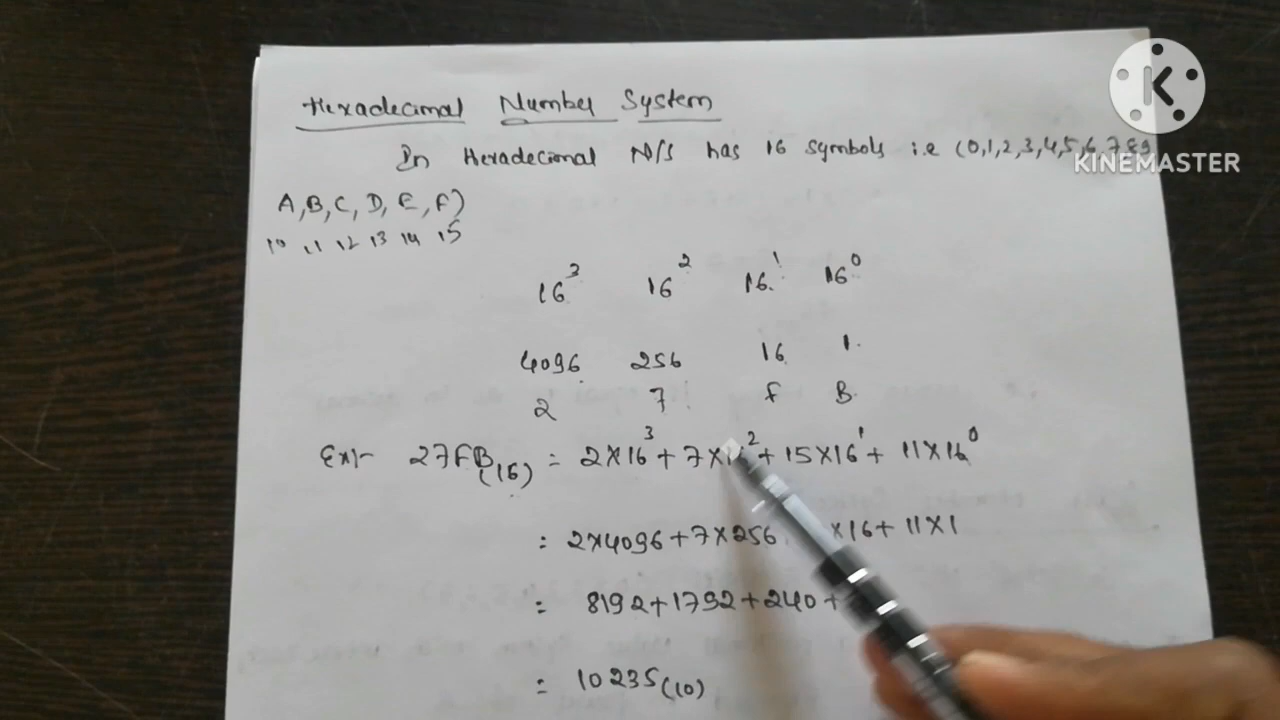 Hexadecimal Number System
In Hexadecimal N/S has 16 symbols i.e (0,1,2,3,4,5,6,7,8,9
KINEMASTER
A,B,C,D,E,F)
10 11 12 13 14 15
16³ 16² 16¹ 16⁰
4096 256 16 1
2 7 F B
Ex:- 27FB(16) = 2×16³+7×16²+15×16¹+11×16⁰
= 2×4096+7×256 ×16+11×1
= 8192+1792+240+
= 10235(10)